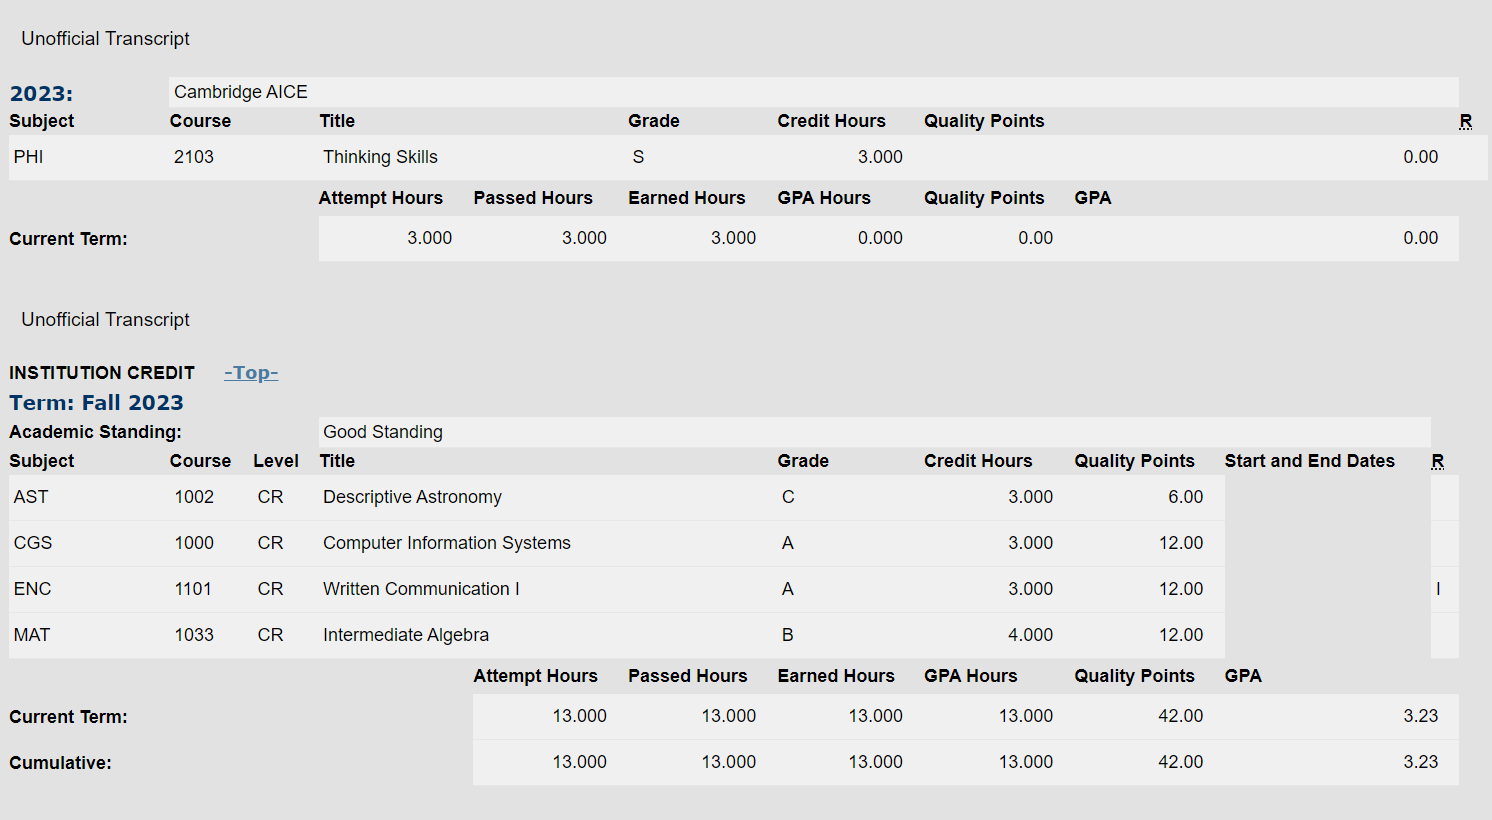 Unofficial Transcript
2023: Cambridge AICE
Subject Course Title Grade Credit Hours Quality Points R
PHI 2103 Thinking Skills S 3.000 0.00
Attempt Hours Passed Hours Earned Hours GPA Hours Quality Points GPA
Current Term: 3.000 3.000 3.000 0.000 0.00 0.00
Unofficial Transcript
INSTITUTION CREDIT -Top-
Term: Fall 2023
Academic Standing: Good Standing
Subject Course Level Title Grade Credit Hours Quality Points Start and End Dates R
AST 1002 CR Descriptive Astronomy C 3.000 6.00
CGS 1000 CR Computer Information Systems A 3.000 12.00
ENC 1101 CR Written Communication I A 3.000 12.00 I
MAT 1033 CR Intermediate Algebra B 4.000 12.00
Attempt Hours Passed Hours Earned Hours GPA Hours Quality Points GPA
Current Term: 13.000 13.000 13.000 13.000 42.00 3.23
Cumulative: 13.000 13.000 13.000 13.000 42.00 3.23